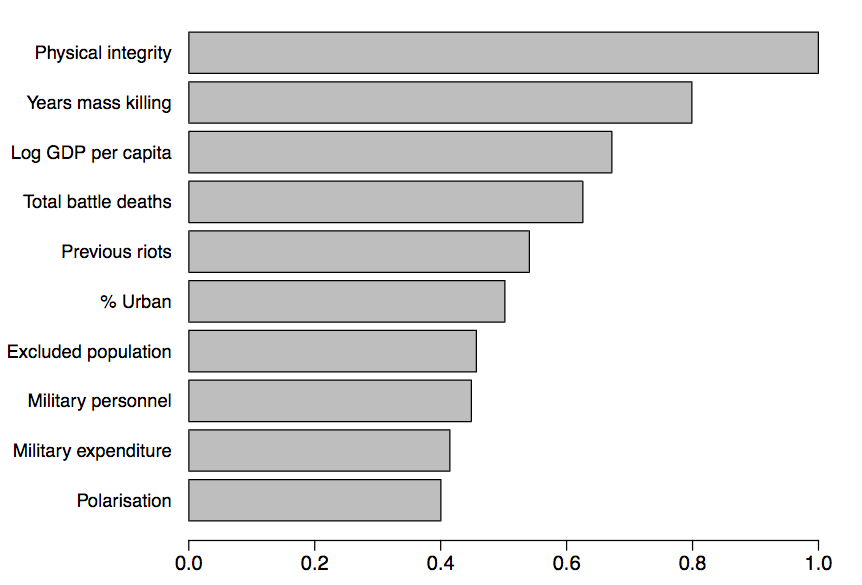 Physical integrity
Years mass killing
Log GDP per capita
Total battle deaths
Previous riots
% Urban
Excluded population
Military personnel
Military expenditure
Polarisation
0.0 0.2 0.4 0.6 0.8 1.0